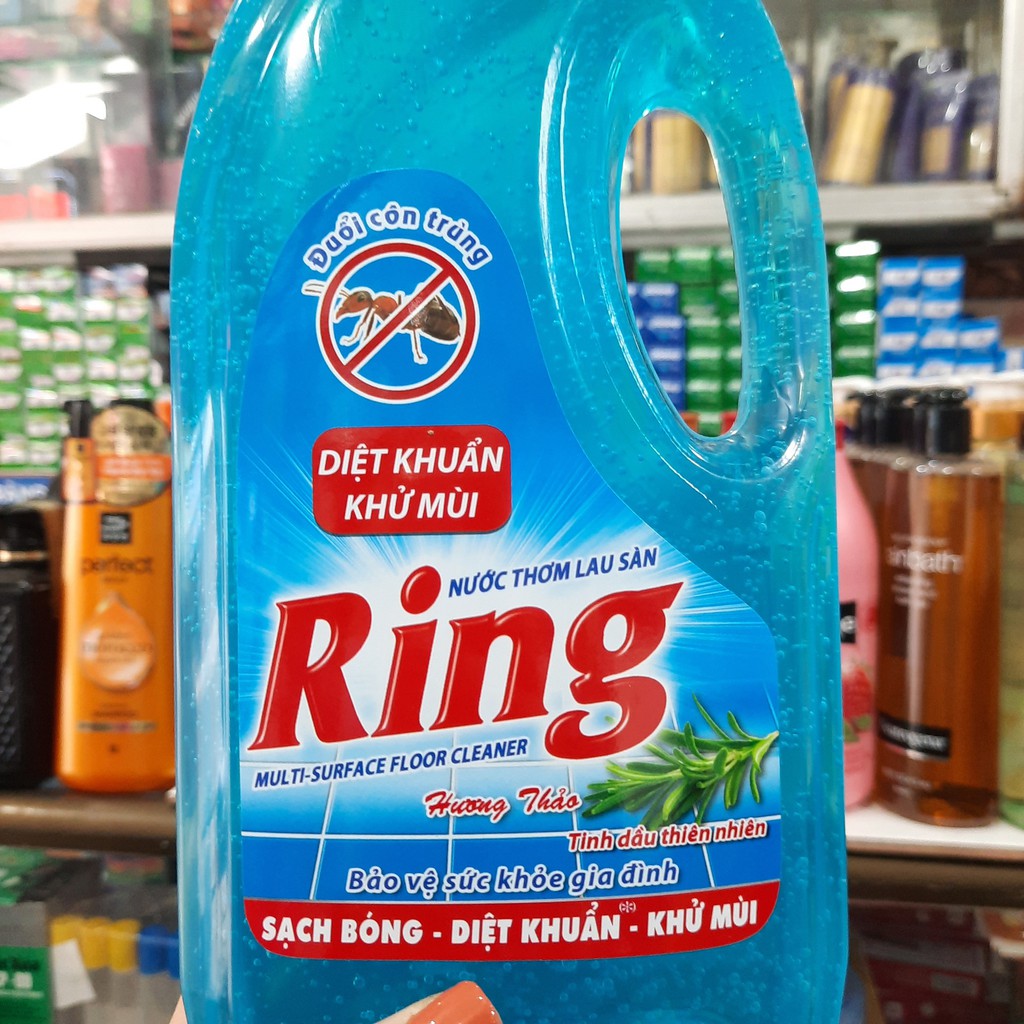 Đuổi côn trùng
DIỆT KHUẨN
KHỬ MÙI
NƯỚC THƠM LAU SÀN
Ring
MULTI-SURFACE FLOOR CLEANER
Hương Thảo
Tinh dầu thiên nhiên
Bảo vệ sức khỏe gia đình
SẠCH BÓNG - DIỆT KHUẨN(*) - KHỬ MÙI
perfect